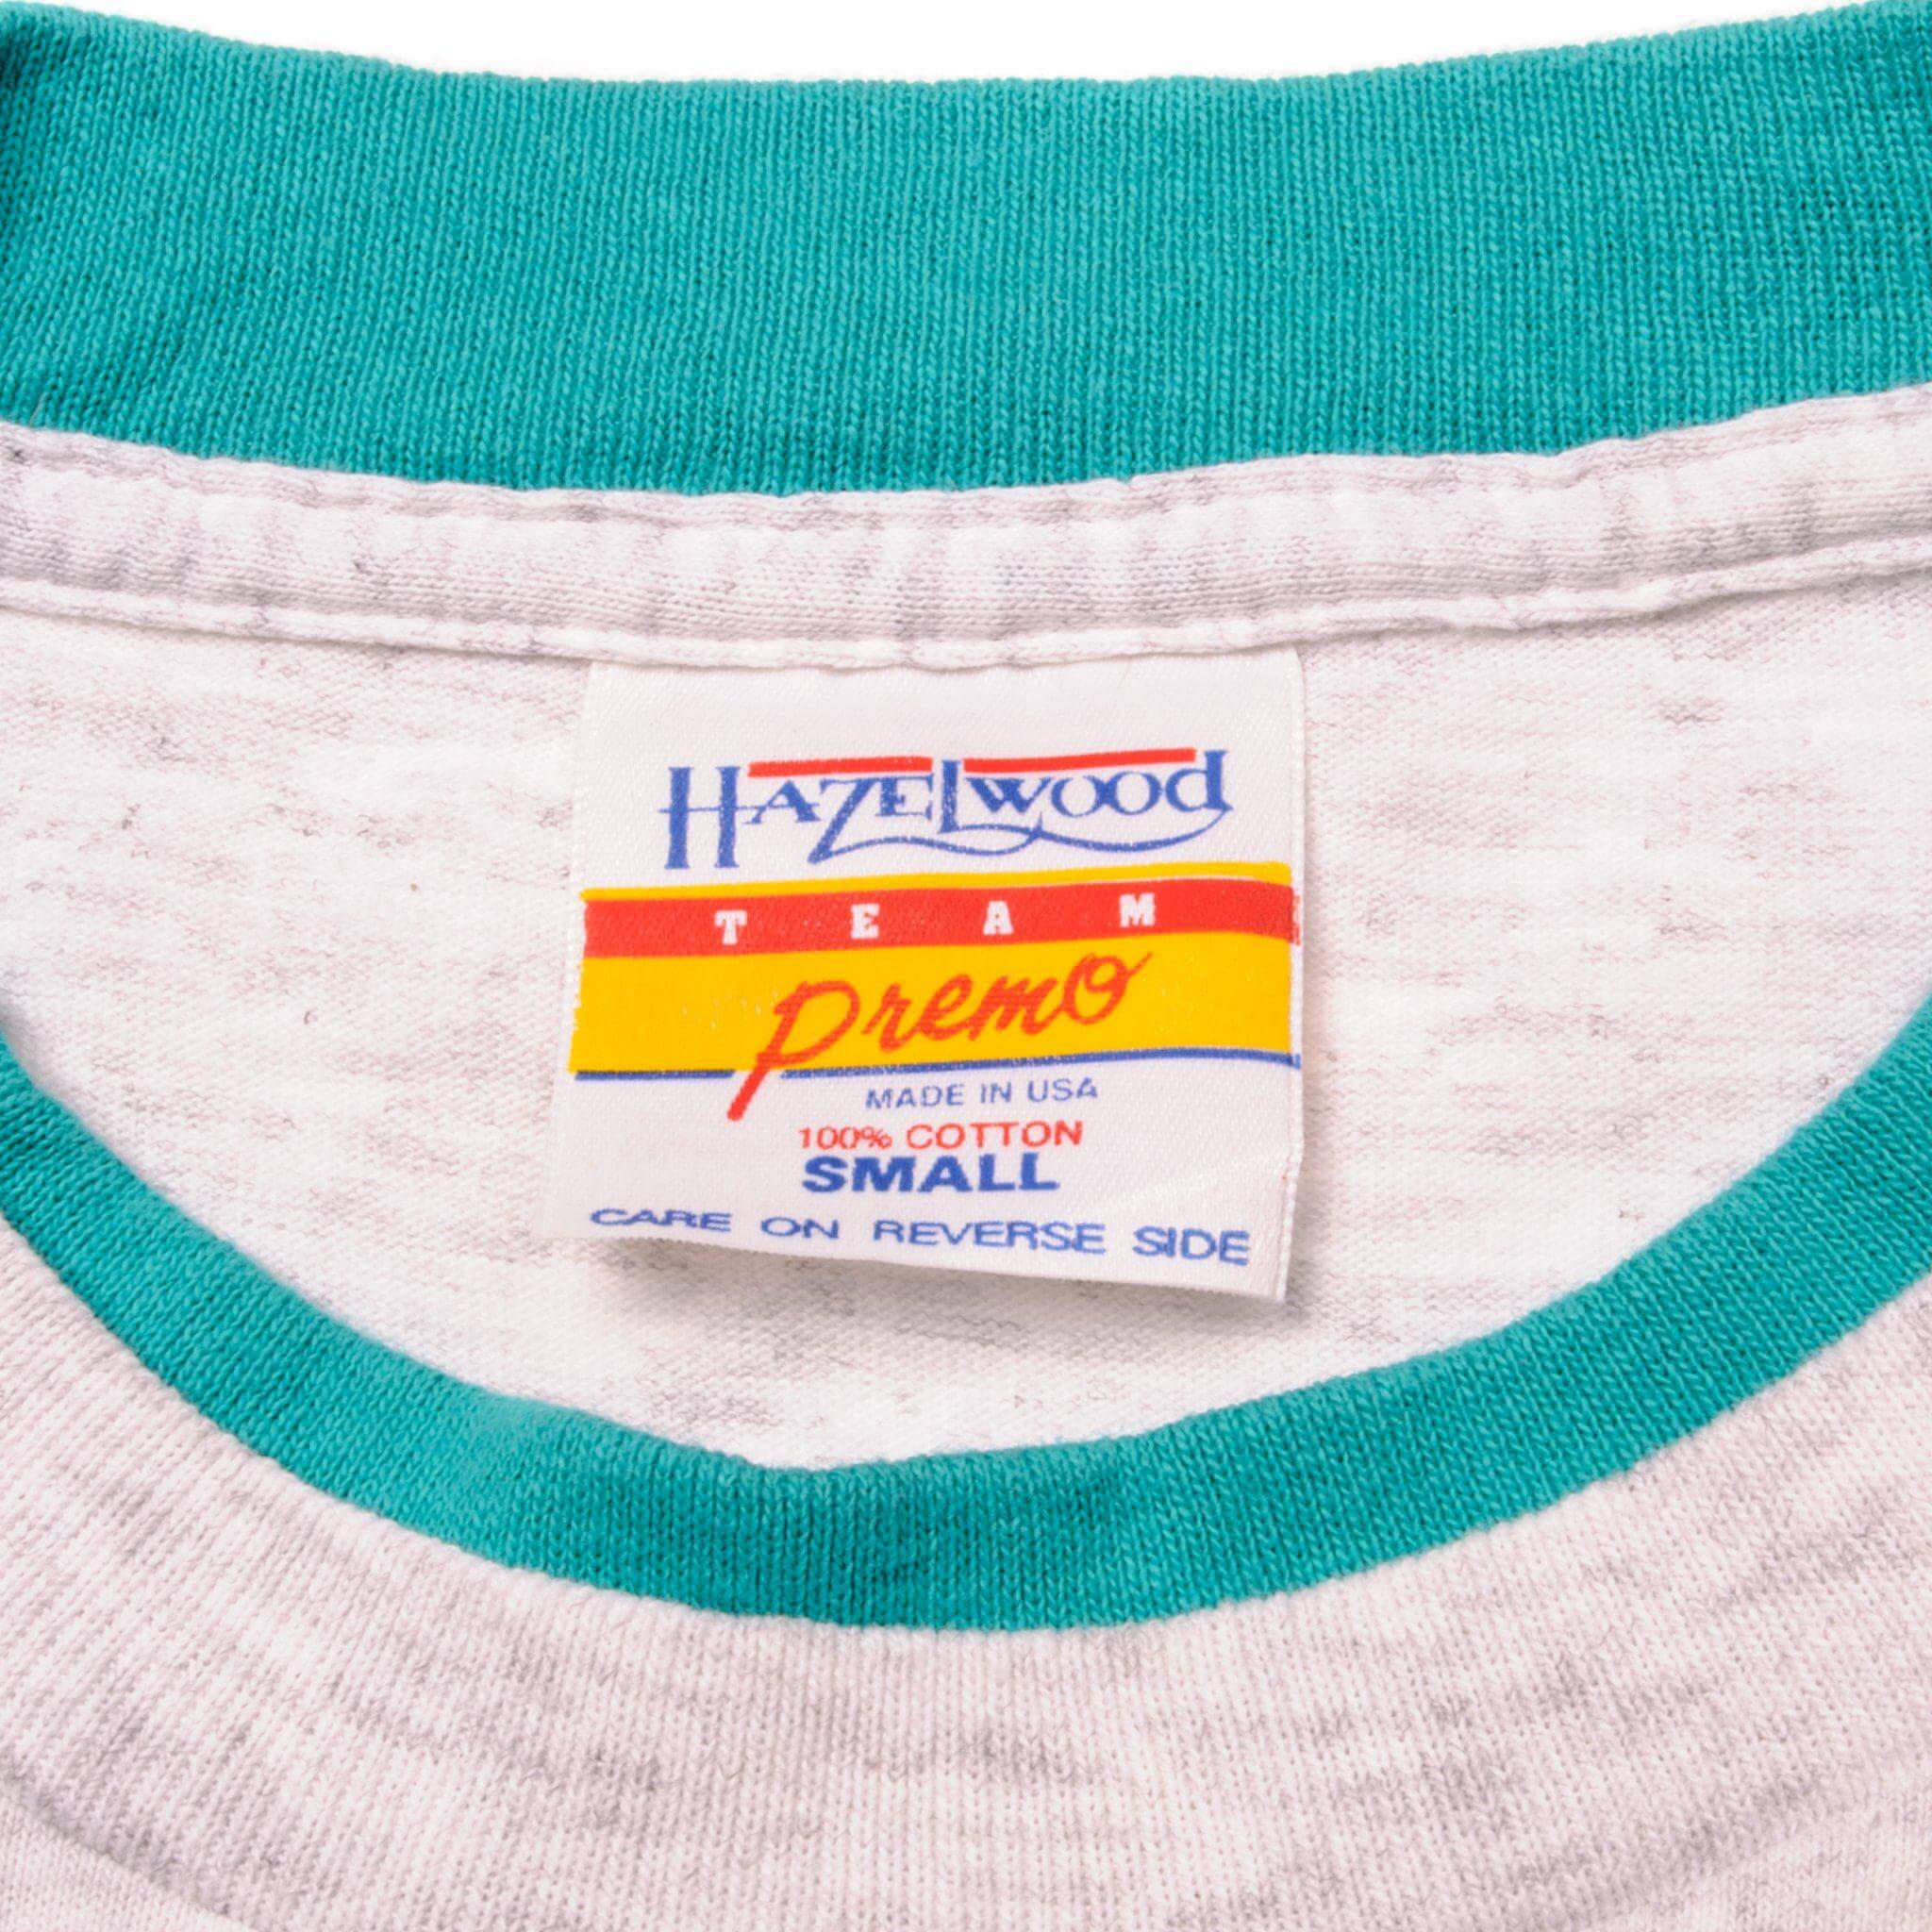 HAZELWOOD
TEAM
Premo
MADE IN USA
100% COTTON
SMALL
CARE ON REVERSE SIDE